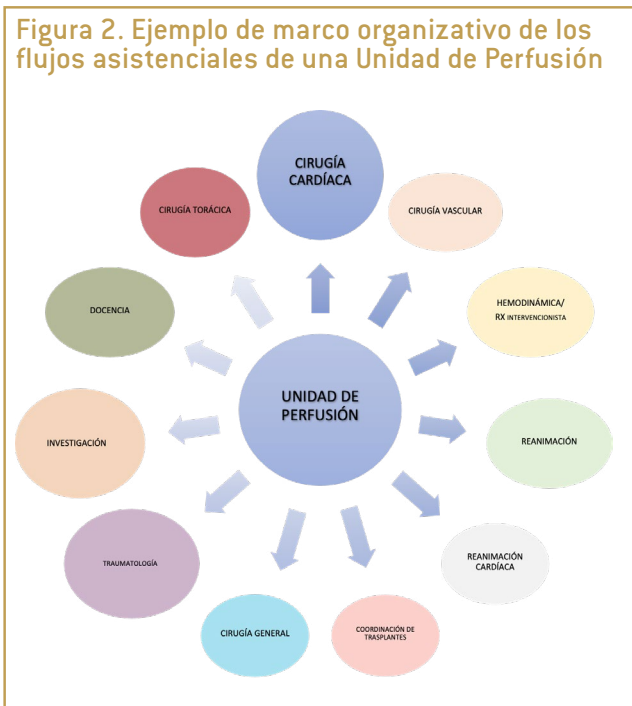 Figura 2. Ejemplo de marco organizativo de los
flujos asistenciales de una Unidad de Perfusión
CIRUGÍA
CARDÍACA
CIRUGÍA TORÁCICA
CIRUGÍA VASCULAR
DOCENCIA
HEMODINÁMICA/
RX INTERVENCIONISTA
UNIDAD DE
PERFUSIÓN
INVESTIGACIÓN
REANIMACIÓN
TRAUMATOLOGÍA
REANIMACIÓN
CARDÍACA
CIRUGÍA GENERAL
COORDINACIÓN DE
TRASPLANTES